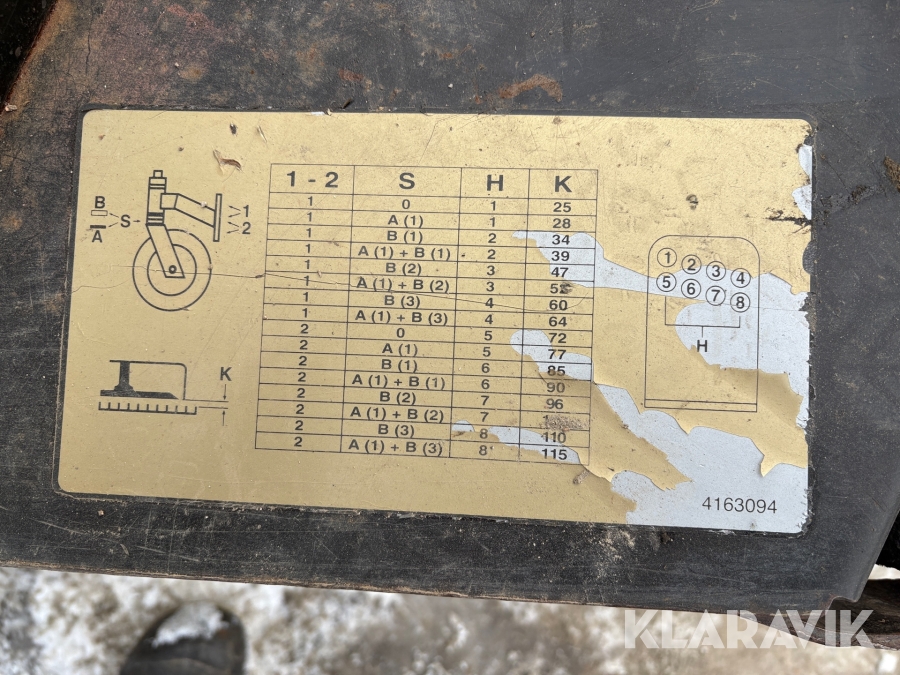 B
S
1
A
2
K
1 - 2 S H K
1 0 1 25
1 A (1) 1 28
1 B (1) 2 34
1 A (1) + B (1) 2 39
1 B (2) 3 47
1 A (1) + B (2) 3
1 B (3) 4 60
1 A (1) + B (3) 4 64
2 0 5 72
2 A (1) 5 77
2 B (1) 6 85
2 A (1) + B (1) 6 90
2 B (2) 7 96
2 A (1) + B (2) 7
2 B (3) 8 110
2 A (1) + B (3) 8 115
1 2 3 4
5 6 7 8
H
4163094
KLARAVIK